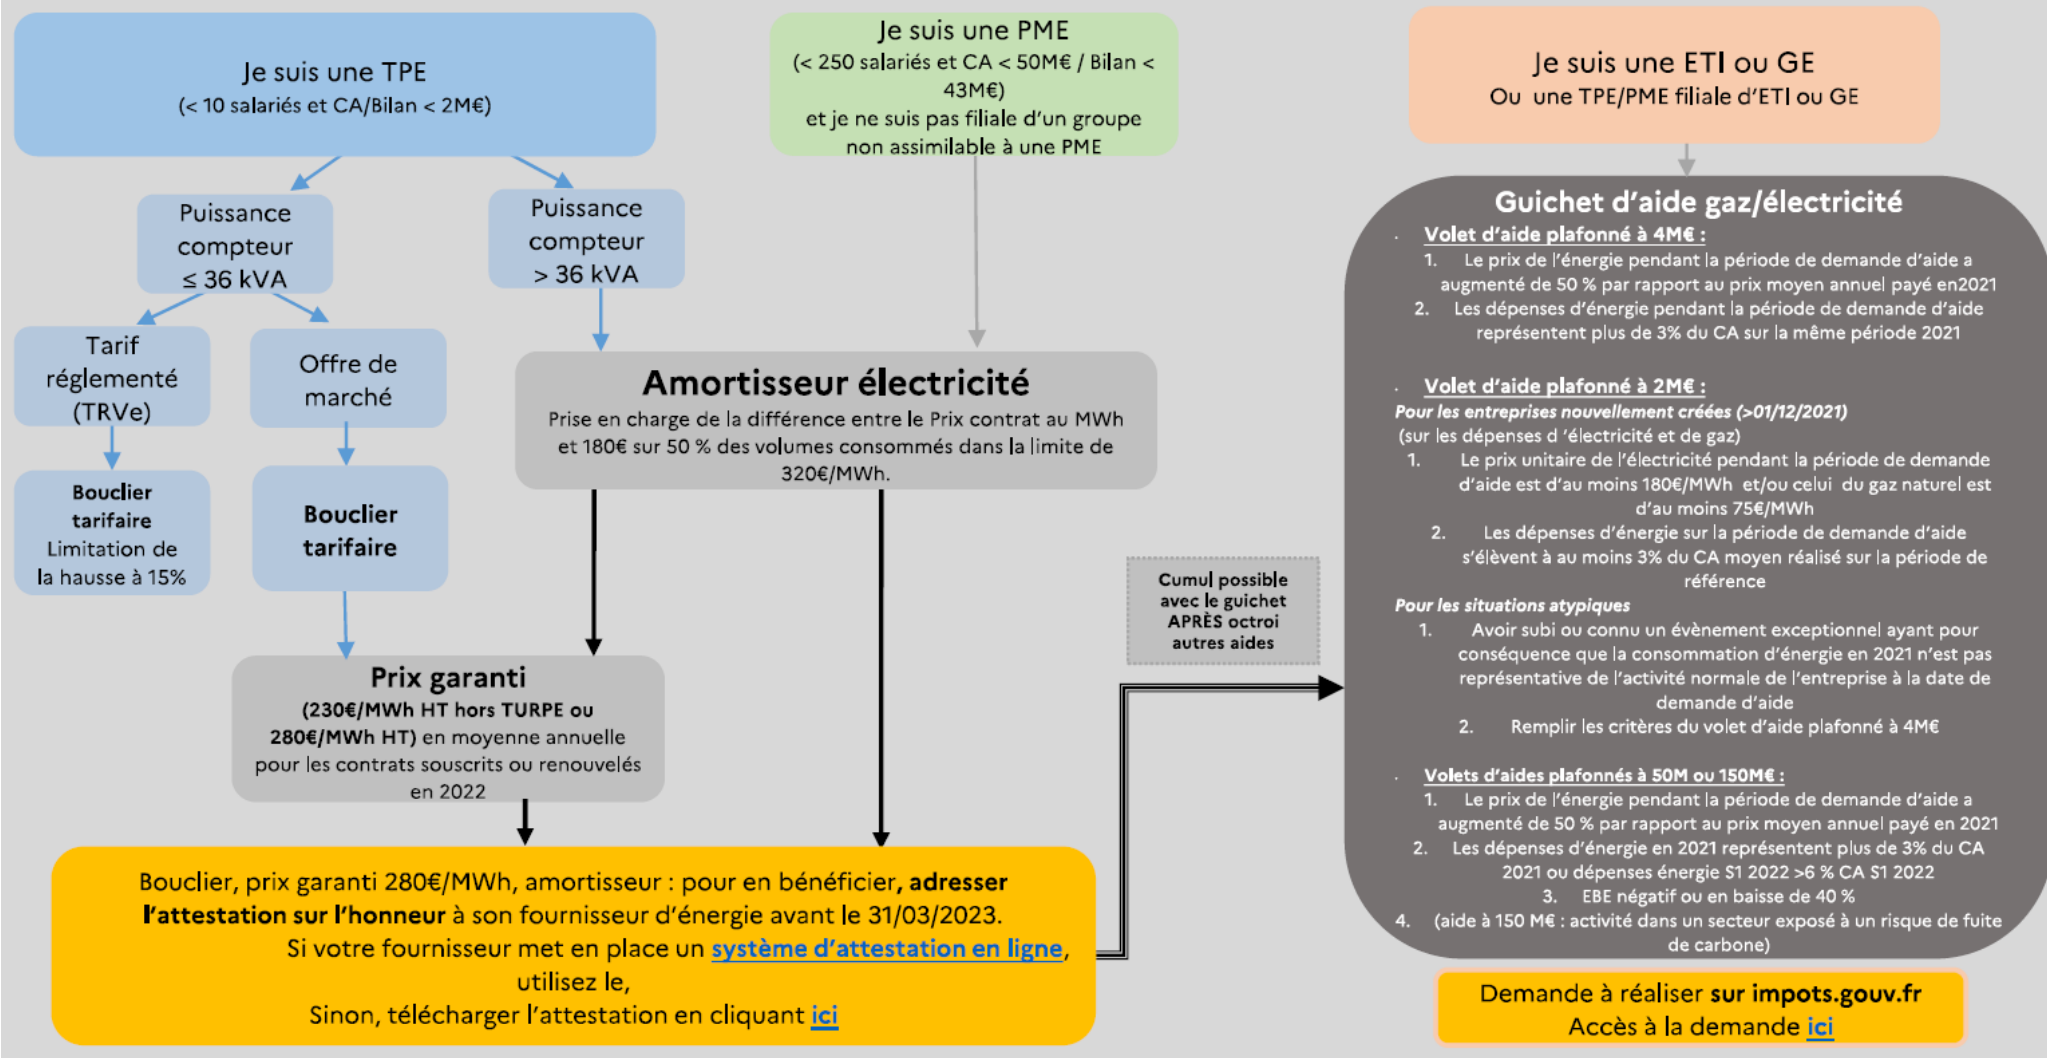 Je suis une TPE
(< 10 salariés et CA/Bilan < 2M€)
Je suis une PME
(< 250 salariés et CA < 50M€ / Bilan <
43M€)
et je ne suis pas filiale d'un groupe
non assimilable à une PME
Je suis une ETI ou GE
Ou une TPE/PME filiale d'ETI ou GE
Puissance
compteur
≤ 36 kVA
Puissance
compteur
> 36 kVA
Tarif
réglementé
(TRVe)
Offre de
marché
Bouclier
tarifaire
Limitation de
la hausse à 15%
Bouclier
tarifaire
Amortisseur électricité
Prise en charge de la différence entre le Prix contrat au MWh
et 180€ sur 50 % des volumes consommés dans la limite de
320€/MWh.
Prix garanti
(230€/MWh HT hors TURPE ou
280€/MWh HT) en moyenne annuelle
pour les contrats souscrits ou renouvelés
en 2022
Bouclier, prix garanti 280€/MWh, amortisseur : pour en bénéficier, adresser
l'attestation sur l'honneur à son fournisseur d'énergie avant le 31/03/2023.
Si votre fournisseur met en place un système d'attestation en ligne,
utilisez le,
Sinon, télécharger l'attestation en cliquant ici
Cumul possible
avec le guichet
APRÈS octroi
autres aides
Guichet d'aide gaz/électricité
. Volet d'aide plafonné à 4M€ :
1. Le prix de l'énergie pendant la période de demande d'aide a
augmenté de 50 % par rapport au prix moyen annuel payé en2021
2. Les dépenses d'énergie pendant la période de demande d'aide
représentent plus de 3% du CA sur la même période 2021
. Volet d'aide plafonné à 2M€ :
Pour les entreprises nouvellement créées (>01/12/2021)
(sur les dépenses d 'électricité et de gaz)
1. Le prix unitaire de l'électricité pendant la période de demande
d'aide est d'au moins 180€/MWh et/ou celui du gaz naturel est
d'au moins 75€/MWh
2. Les dépenses d'énergie sur la période de demande d'aide
s'élèvent à au moins 3% du CA moyen réalisé sur la période de
référence
Pour les situations atypiques
1. Avoir subi ou connu un évènement exceptionnel ayant pour
conséquence que la consommation d'énergie en 2021 n'est pas
représentative de l'activité normale de l'entreprise à la date de
demande d'aide
2. Remplir les critères du volet d'aide plafonné à 4M€
. Volets d'aides plafonnés à 50M ou 150M€ :
1. Le prix de l'énergie pendant la période de demande d'aide a
augmenté de 50 % par rapport au prix moyen annuel payé en 2021
2. Les dépenses d'énergie en 2021 représentent plus de 3% du CA
2021 ou dépenses énergie S1 2022 >6 % CA S1 2022
3. EBE négatif ou en baisse de 40 %
4. (aide à 150 M€ : activité dans un secteur exposé à un risque de fuite
de carbone)
Demande à réaliser sur impots.gouv.fr
Accès à la demande ici